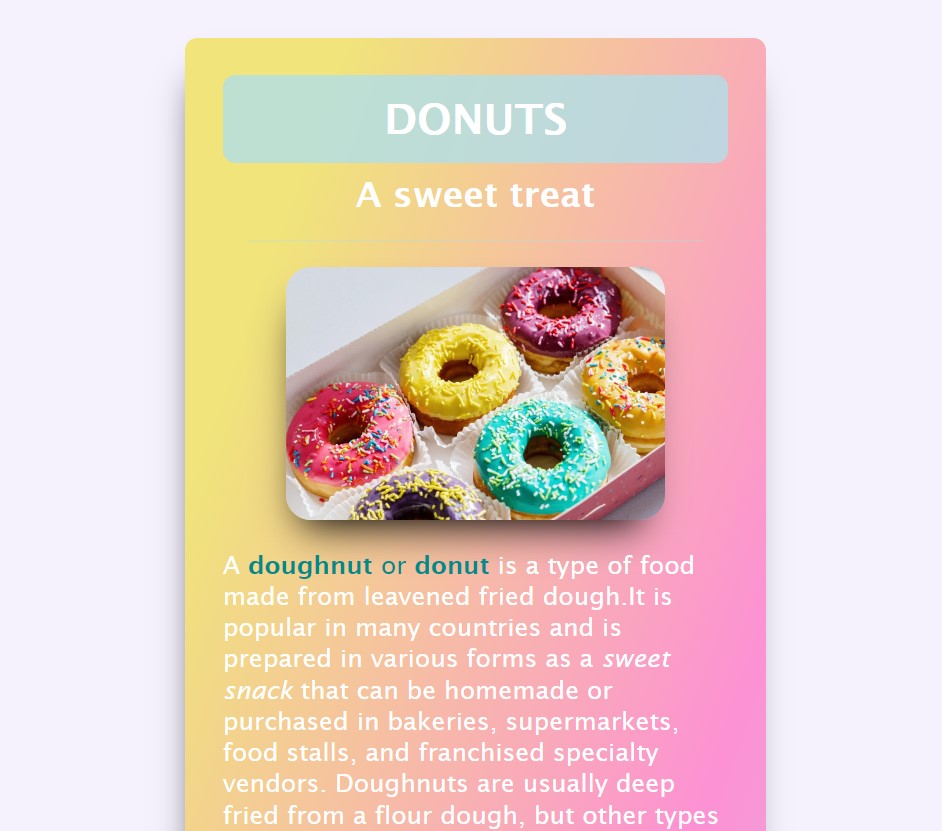 DONUTS
A sweet treat
A doughnut or donut is a type of food
made from leavened fried dough.It is
popular in many countries and is
prepared in various forms as a sweet
snack that can be homemade or
purchased in bakeries, supermarkets,
food stalls, and franchised specialty
vendors. Doughnuts are usually deep
fried from a flour dough, but other types